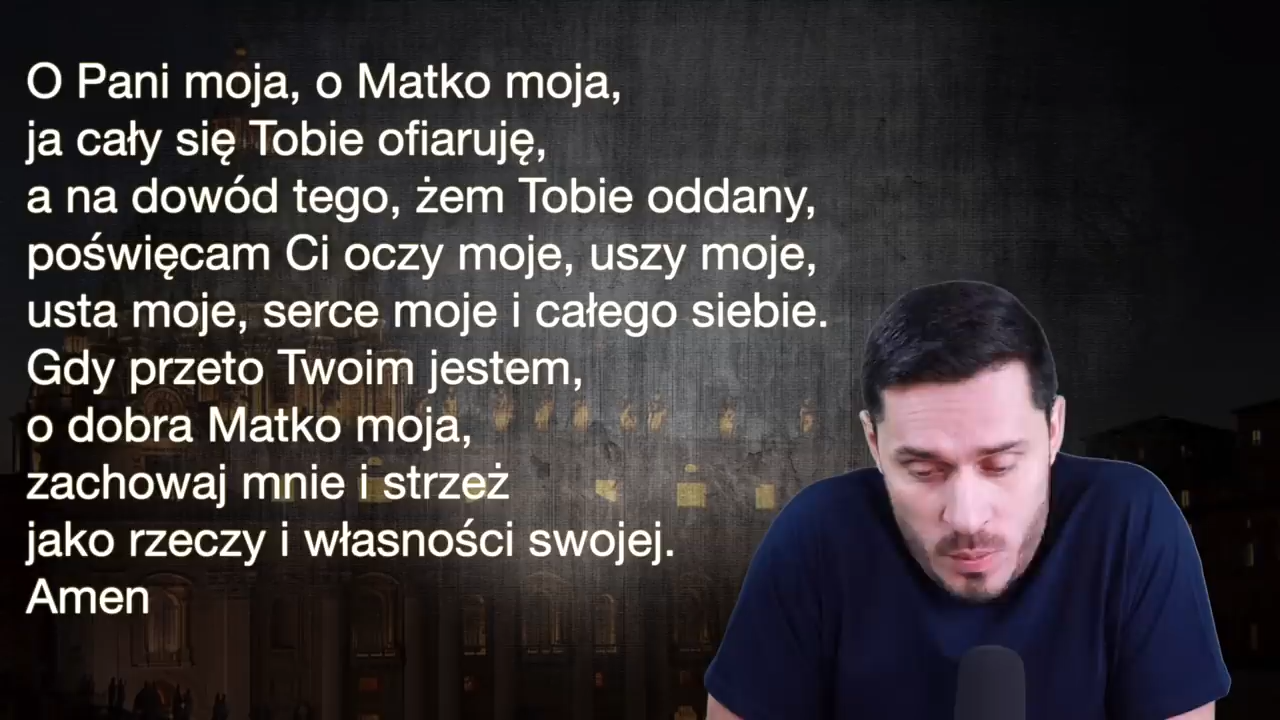 O Pani moja, o Matko moja,
ja cały się Tobie ofiaruję,
a na dowód tego, żem Tobie oddany,
poświęcam Ci oczy moje, uszy moje,
usta moje, serce moje i całego siebie.
Gdy przeto Twoim jestem,
o dobra Matko moja,
zachowaj mnie i strzeż
jako rzeczy i własności swojej.
Amen